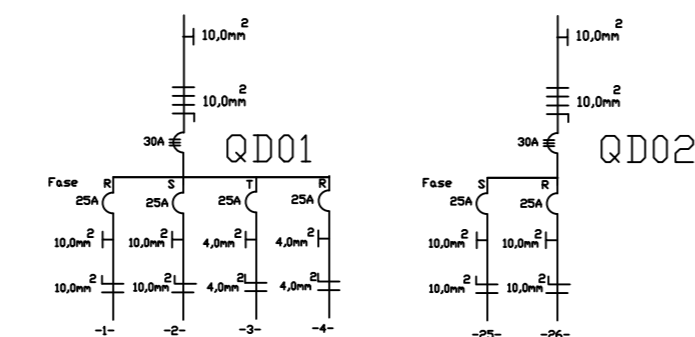 10,0mm² 10,0mm²
10,0mm² 10,0mm²
30A QD01 30A QD02
Fase R S T R Fase S R
25A 25A 25A 25A 25A 25A
10,0mm² 10,0mm² 4,0mm² 4,0mm² 10,0mm² 10,0mm²
10,0mm² 10,0mm² 4,0mm² 4,0mm² 10,0mm² 10,0mm²
-1- -2- -3- -4- -25- -26-